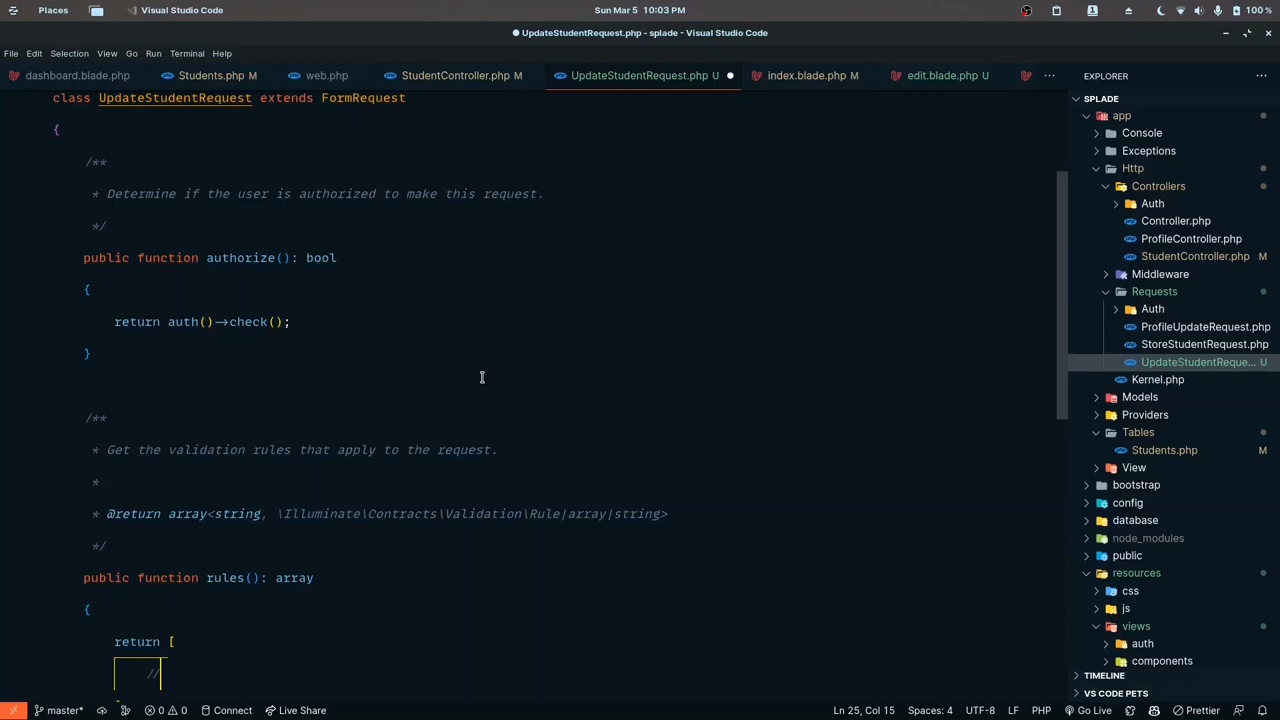 Places
Visual Studio Code
Sun Mar 5 10:03 PM
100 %
UpdateStudentRequest.php - splade - Visual Studio Code
File Edit Selection View Go Run Terminal Help
dashboard.blade.php
Students.php M
web.php
StudentController.php M
UpdateStudentRequest.php U
index.blade.php M
edit.blade.php U
class UpdateStudentRequest extends FormRequest
{
/**
* Determine if the user is authorized to make this request.
*/
public function authorize(): bool
{
return auth()->check();
}
/**
* Get the validation rules that apply to the request.
*
* @return array<string, \Illuminate\Contracts\Validation\Rule|array|string>
*/
public function rules(): array
{
return [
//
EXPLORER
SPLADE
app
Console
Exceptions
Http
Controllers
Auth
Controller.php
ProfileController.php
StudentController.php M
Middleware
Requests
Auth
ProfileUpdateRequest.php
StoreStudentRequest.php
UpdateStudentReque... U
Kernel.php
Models
Providers
Tables
Students.php M
View
bootstrap
config
database
node_modules
public
resources
css
js
views
auth
components
TIMELINE
VS CODE PETS
master*
0 0
Connect
Live Share
Ln 25, Col 15
Spaces: 4
UTF-8
LF
PHP
Go Live
Prettier